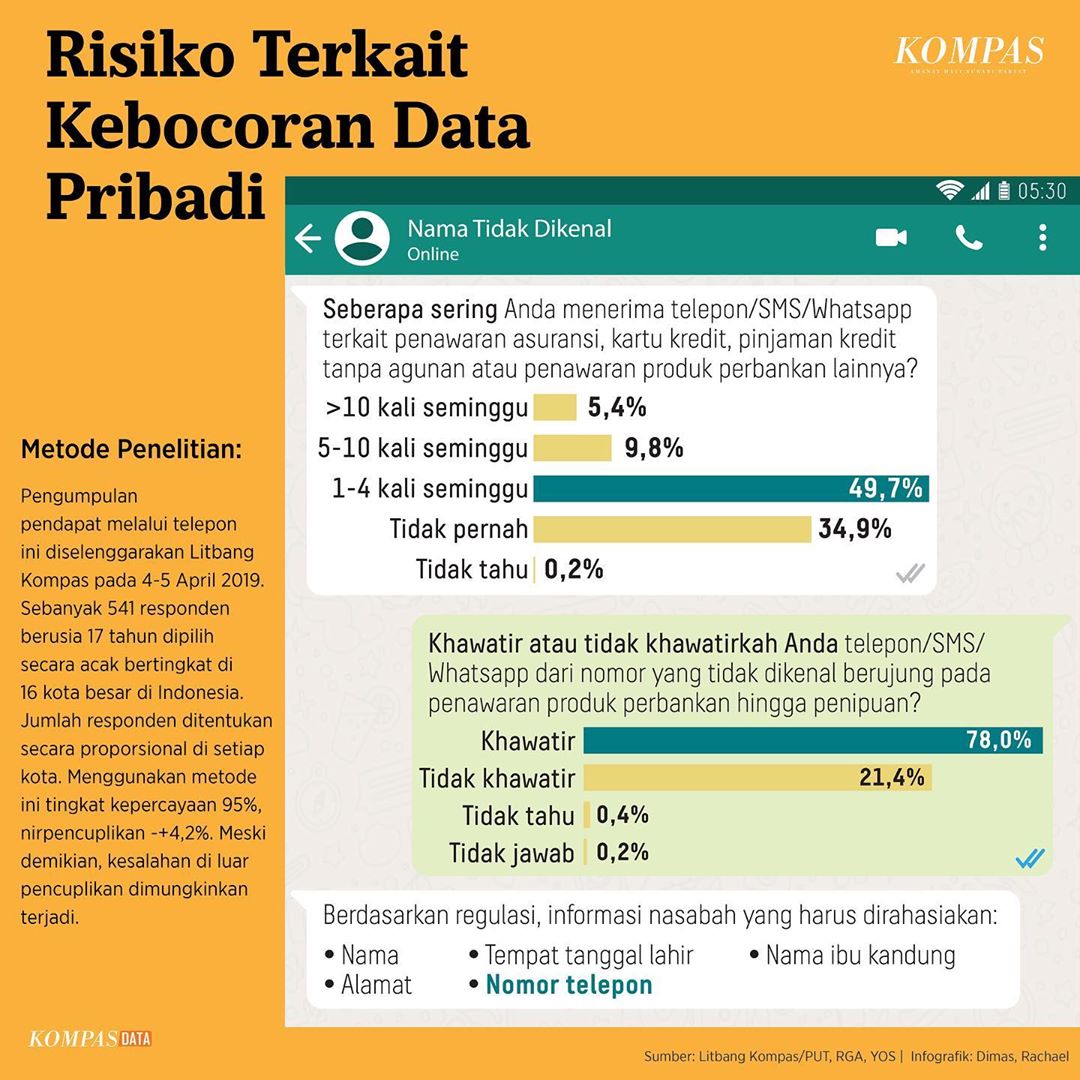 Risiko Terkait
Kebocoran Data
Pribadi
KOMPAS
AMANAT HATI NURANI RAKYAT
05:30
Nama Tidak Dikenal
Online
Seberapa sering Anda menerima telepon/SMS/Whatsapp
terkait penawaran asuransi, kartu kredit, pinjaman kredit
tanpa agunan atau penawaran produk perbankan lainnya?
>10 kali seminggu 5,4%
5-10 kali seminggu 9,8%
1-4 kali seminggu 49,7%
Tidak pernah 34,9%
Tidak tahu 0,2%
Khawatir atau tidak khawatirkah Anda telepon/SMS/
Whatsapp dari nomor yang tidak dikenal berujung pada
penawaran produk perbankan hingga penipuan?
Khawatir 78,0%
Tidak khawatir 21,4%
Tidak tahu 0,4%
Tidak jawab 0,2%
Berdasarkan regulasi, informasi nasabah yang harus dirahasiakan:
• Nama • Tempat tanggal lahir • Nama ibu kandung
• Alamat • Nomor telepon
Metode Penelitian:
Pengumpulan
pendapat melalui telepon
ini diselenggarakan Litbang
Kompas pada 4-5 April 2019.
Sebanyak 541 responden
berusia 17 tahun dipilih
secara acak bertingkat di
16 kota besar di Indonesia.
Jumlah responden ditentukan
secara proporsional di setiap
kota. Menggunakan metode
ini tingkat kepercayaan 95%,
nirpencuplikan -+4,2%. Meski
demikian, kesalahan di luar
pencuplikan dimungkinkan
terjadi.
KOMPAS DATA
Sumber: Litbang Kompas/PUT, RGA, YOS | Infografik: Dimas, Rachael